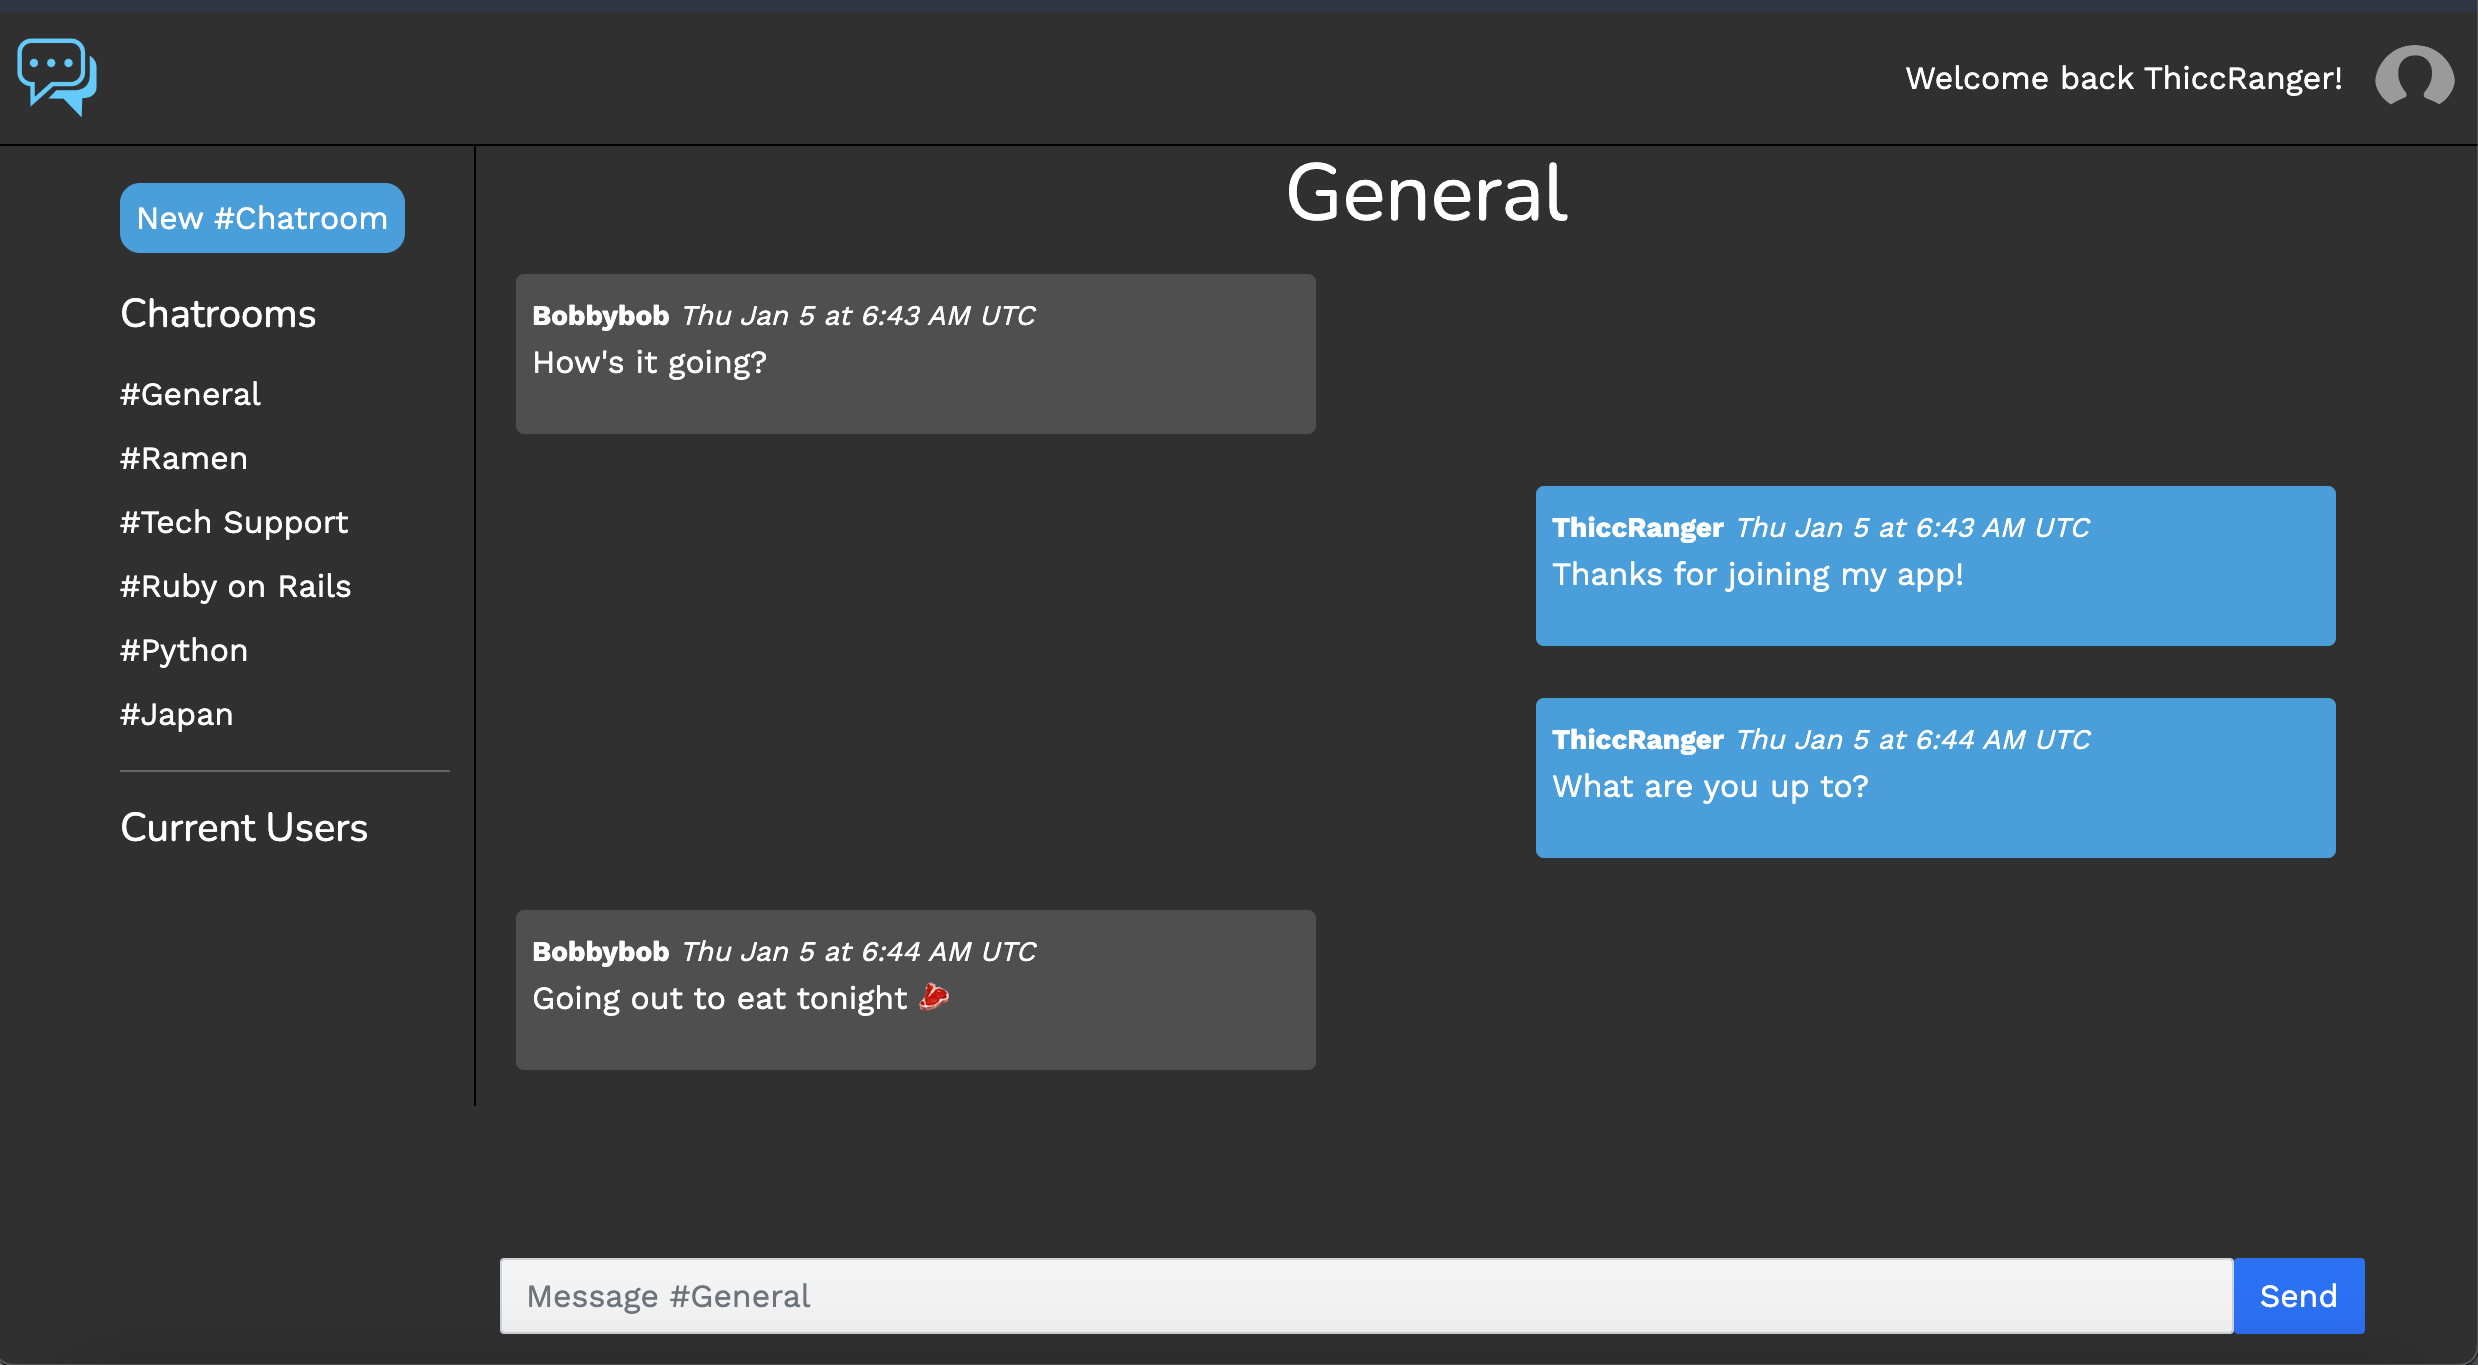 Welcome back ThiccRanger!
New #Chatroom
Chatrooms
#General
#Ramen
#Tech Support
#Ruby on Rails
#Python
#Japan
Current Users
General
Bobbybob Thu Jan 5 at 6:43 AM UTC
How's it going?
ThiccRanger Thu Jan 5 at 6:43 AM UTC
Thanks for joining my app!
ThiccRanger Thu Jan 5 at 6:44 AM UTC
What are you up to?
Bobbybob Thu Jan 5 at 6:44 AM UTC
Going out to eat tonight 🥩
Message #General
Send